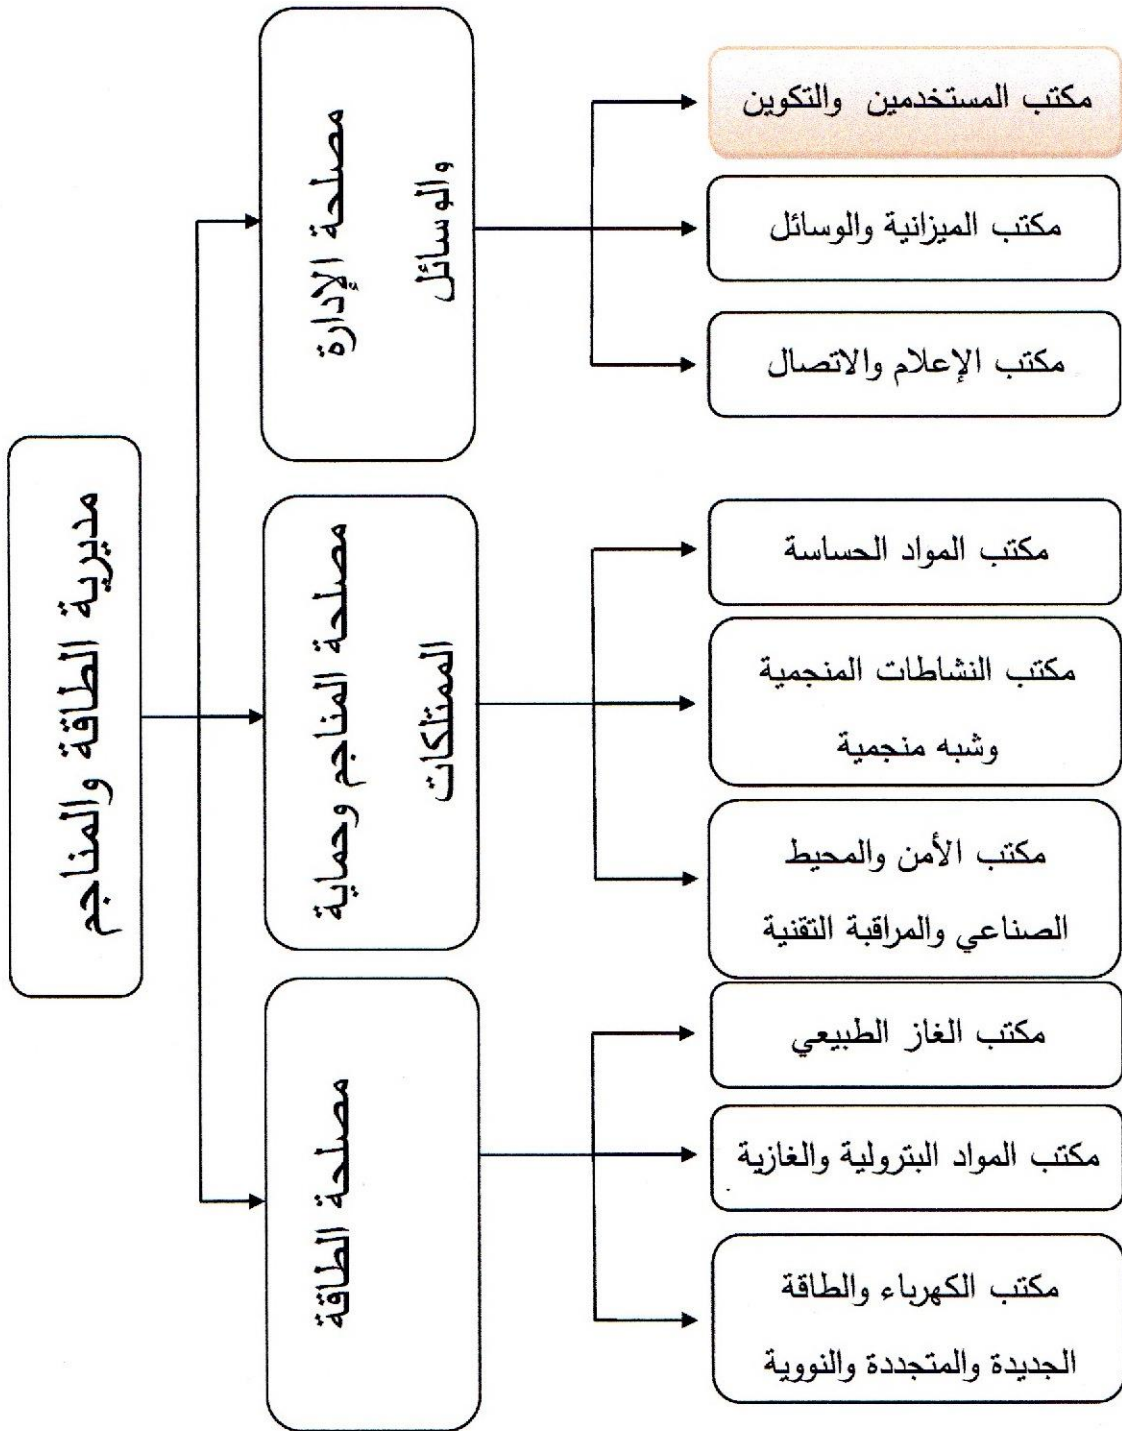 مديرية الطاقة والمناجم
مصلحة الإدارة
والوسائل
مكتب المستخدمين والتكوين
مكتب الميزانية والوسائل
مكتب الإعلام والاتصال
مصلحة المناجم وحماية
الممتلكات
مكتب المواد الحساسة
مكتب النشاطات المنجمية
وشبه منجمية
مكتب الأمن والمحيط
الصناعي والمراقبة التقنية
مصلحة الطاقة
مكتب الغاز الطبيعي
مكتب المواد البترولية والغازية
مكتب الكهرباء والطاقة
الجديدة والمتجددة والنووية